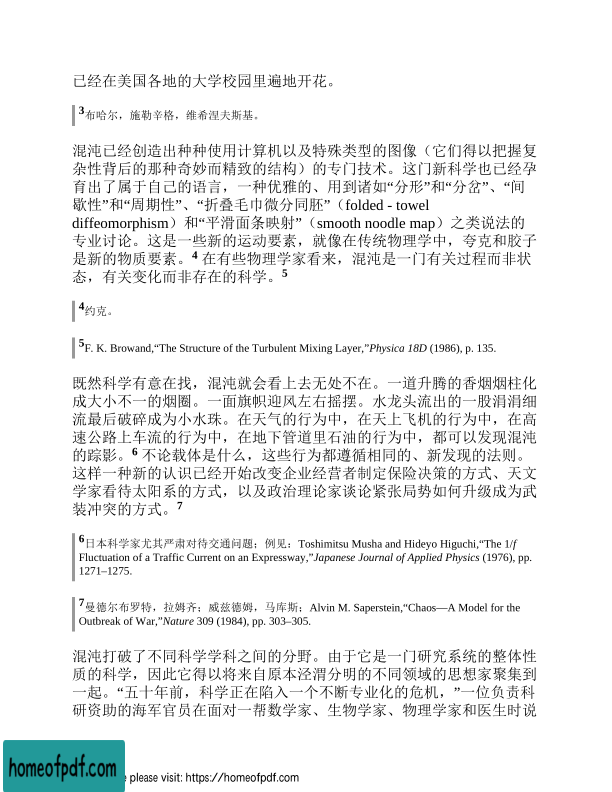 已经在美国各地的大学校园里遍地开花。
3布哈尔，施勒辛格，维希涅夫斯基。
混沌已经创造出种种使用计算机以及特殊类型的图像（它们得以把握复
杂性背后的那种奇妙而精致的结构）的专门技术。这门新科学也已经孕
育出了属于自己的语言，一种优雅的、用到诸如“分形”和“分岔”、“间
歇性”和“周期性”、“折叠毛巾微分同胚”（folded - towel
diffeomorphism）和“平滑面条映射”（smooth noodle map）之类说法的
专业讨论。这是一些新的运动要素，就像在传统物理学中，夸克和胶子
是新的物质要素。4 在有些物理学家看来，混沌是一门有关过程而非状
态，有关变化而非存在的科学。5
4约克。
5F. K. Browand,“The Structure of the Turbulent Mixing Layer,”Physica 18D (1986), p. 135.
既然科学有意在找，混沌就会看上去无处不在。一道升腾的香烟烟柱化
成大小不一的烟圈。一面旗帜迎风左右摇摆。水龙头流出的一股涓涓细
流最后破碎成为小水珠。在天气的行为中，在天上飞机的行为中，在高
速公路上车流的行为中，在地下管道里石油的行为中，都可以发现混沌
的踪影。6 不论载体是什么，这些行为都遵循相同的、新发现的法则。
这样一种新的认识已经开始改变企业经营者制定保险决策的方式、天文
学家看待太阳系的方式，以及政治理论家谈论紧张局势如何升级成为武
装冲突的方式。7
6日本科学家尤其严肃对待交通问题；例见：Toshimitsu Musha and Hideyo Higuchi,“The 1/f
Fluctuation of a Traffic Current on an Expressway,”Japanese Journal of Applied Physics (1976), pp.
1271–1275.
7曼德尔布罗特，拉姆齐；威兹德姆，马库斯；Alvin M. Saperstein,“Chaos—A Model for the
Outbreak of War,”Nature 309 (1984), pp. 303–305.
混沌打破了不同科学学科之间的分野。由于它是一门研究系统的整体性
质的科学，因此它得以将来自原本泾渭分明的不同领域的思想家聚集到
一起。“五十年前，科学正在陷入一个不断专业化的危机，”一位负责科
研资助的海军官员在面对一帮数学家、生物学家、物理学家和医生时说
homeofpdf.com
e please visit: https://homeofpdf.com